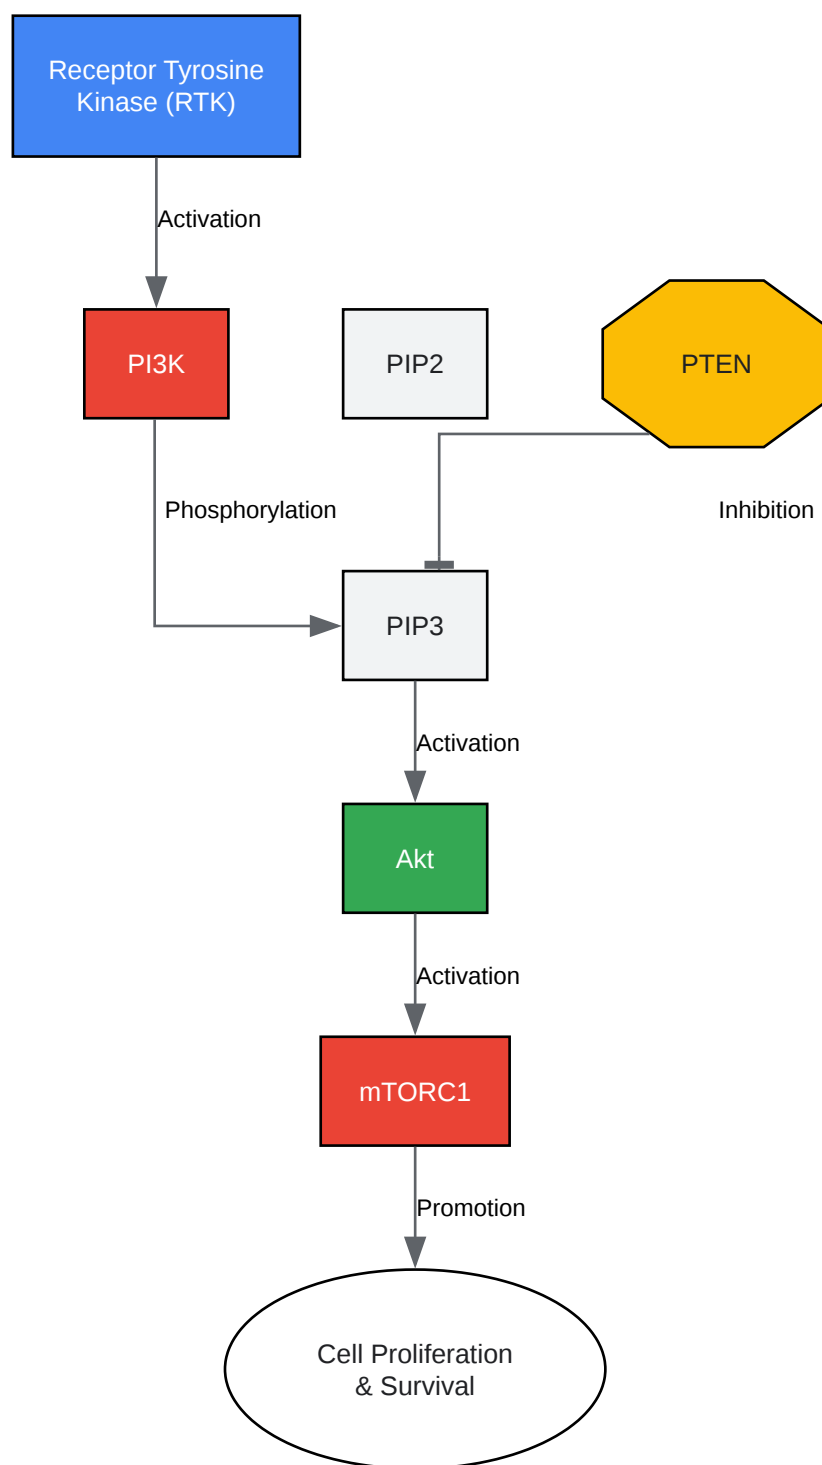 Receptor Tyrosine
Kinase (RTK)
Activation
PI3K
PIP2
PTEN
Phosphorylation
Inhibition
PIP3
Activation
Akt
Activation
mTORC1
Promotion
Cell Proliferation
& Survival